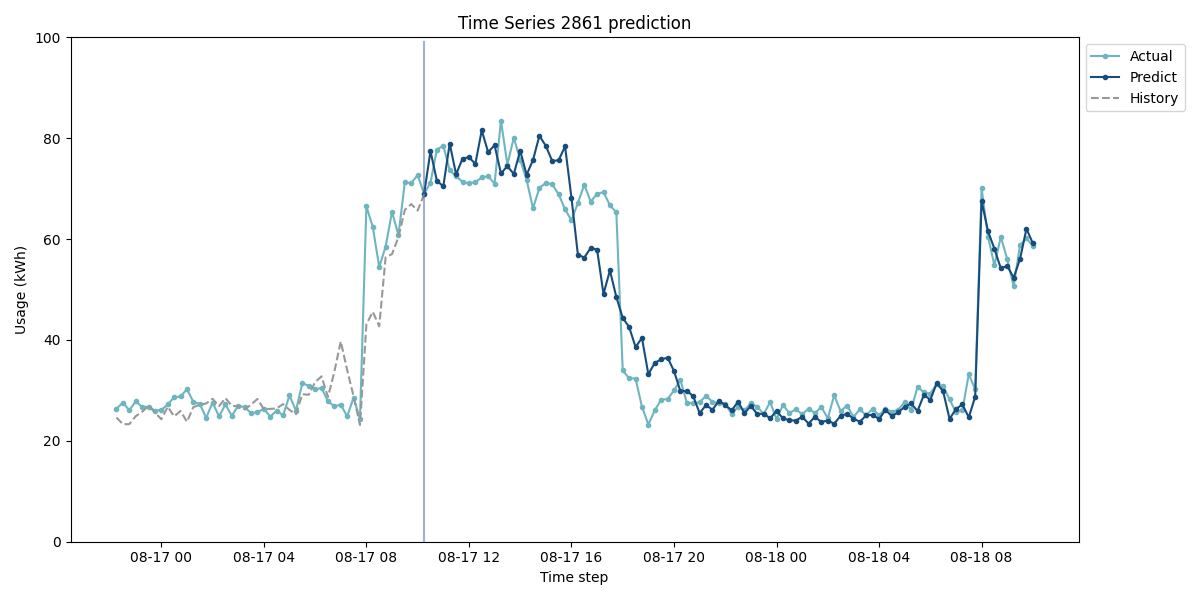 Time Series 2861 prediction
100
80
60
40
20
0
Usage (kWh)
08-17 00
08-17 04
08-17 08
08-17 12
08-17 16
08-17 20
08-18 00
08-18 04
08-18 08
Time step
Actual
Predict
History